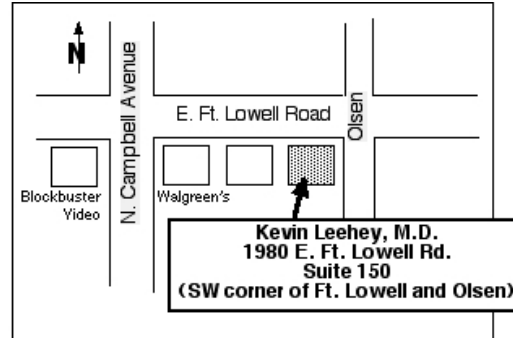 N
N. Campbell Avenue
E. Ft. Lowell Road
Olsen
Blockbuster
Video
Walgreen's
Kevin Leehey, M.D.
1980 E. Ft. Lowell Rd.
Suite 150
(SW corner of Ft. Lowell and Olsen)